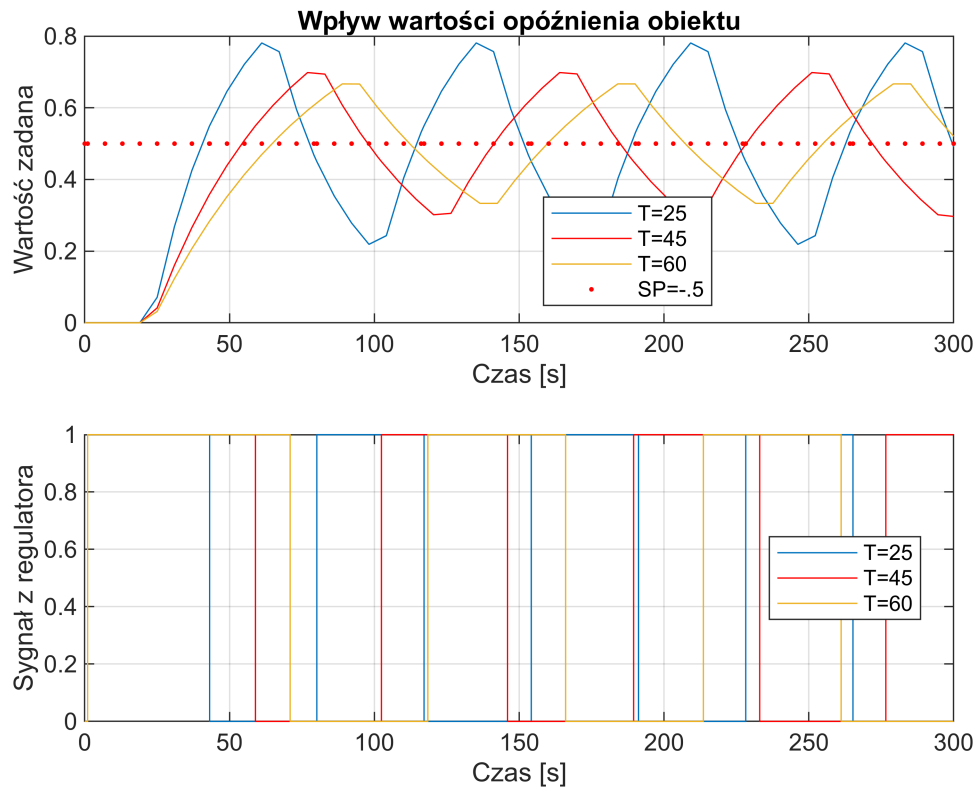 Wpływ wartości opóźnienia obiektu
Wartość zadana
0.8
0.6
0.4
0.2
0
T=25
T=45
T=60
SP=-.5
0 50 100 150 200 250 300
Czas [s]
Sygnał z regulatora
1
0.8
0.6
0.4
0.2
0
T=25
T=45
T=60
0 50 100 150 200 250 300
Czas [s]